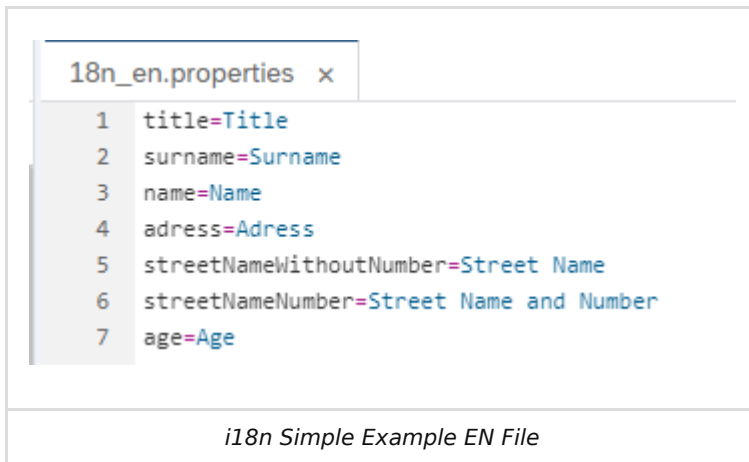 18n_en.properties ×
1 title=Title
2 surname=Surname
3 name=Name
4 adress=Adress
5 streetNameWithoutNumber=Street Name
6 streetNameNumber=Street Name and Number
7 age=Age
i18n Simple Example EN File